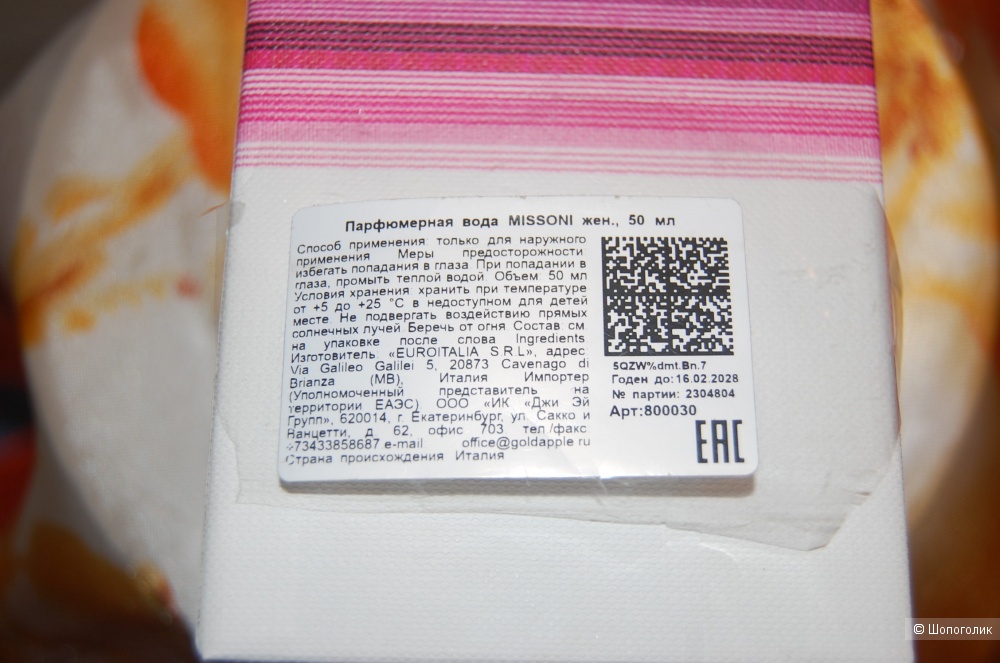 Парфюмерная вода MISSONI жен., 50 мл
Способ применения: только для наружного
применения Меры предосторожности:
избегать попадания в глаза. При попадании в
глаза, промыть теплой водой. Объем: 50 мл
Условия хранения: хранить при температуре
от +5 до +25 °C в недоступном для детей
месте. Не подвергать воздействию прямых
солнечных лучей. Беречь от огня. Состав: см.
на упаковке после слова Ingredients
Изготовитель: «EUROITALIA S.R.L», адрес:
Via Galileo Galilei 5, 20873 Cavenago di
Brianza (MB), Италия Импортер
(Уполномоченный представитель на
территории ЕАЭС): ООО «ИК «Джи Эй
Групп», 620014, г. Екатеринбург, ул. Сакко и
Ванцетти, д. 62, офис 703, тел./факс:
+73433858687 e-mail: office@goldapple.ru
Страна происхождения: Италия
5QZW%dmt.Bn.7
Годен до: 16.02.2028
№ партии: 2304804
Арт:800030
EAC
© Шопоголик